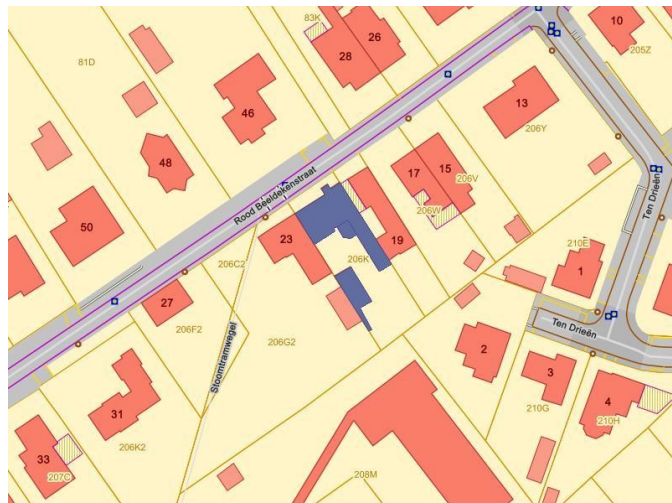 83K
26
28
10
205Z
81D
46
13
206Y
48
Rood Beeldekenstraat
17
15
206V
Ten Drieën
50
206W
23
19
206K
206C2
210E
1
27
206F2
Stoomtramwegel
206G2
Ten Drieën
2
3
4
31
206K2
210G
210H
33
207C
208M